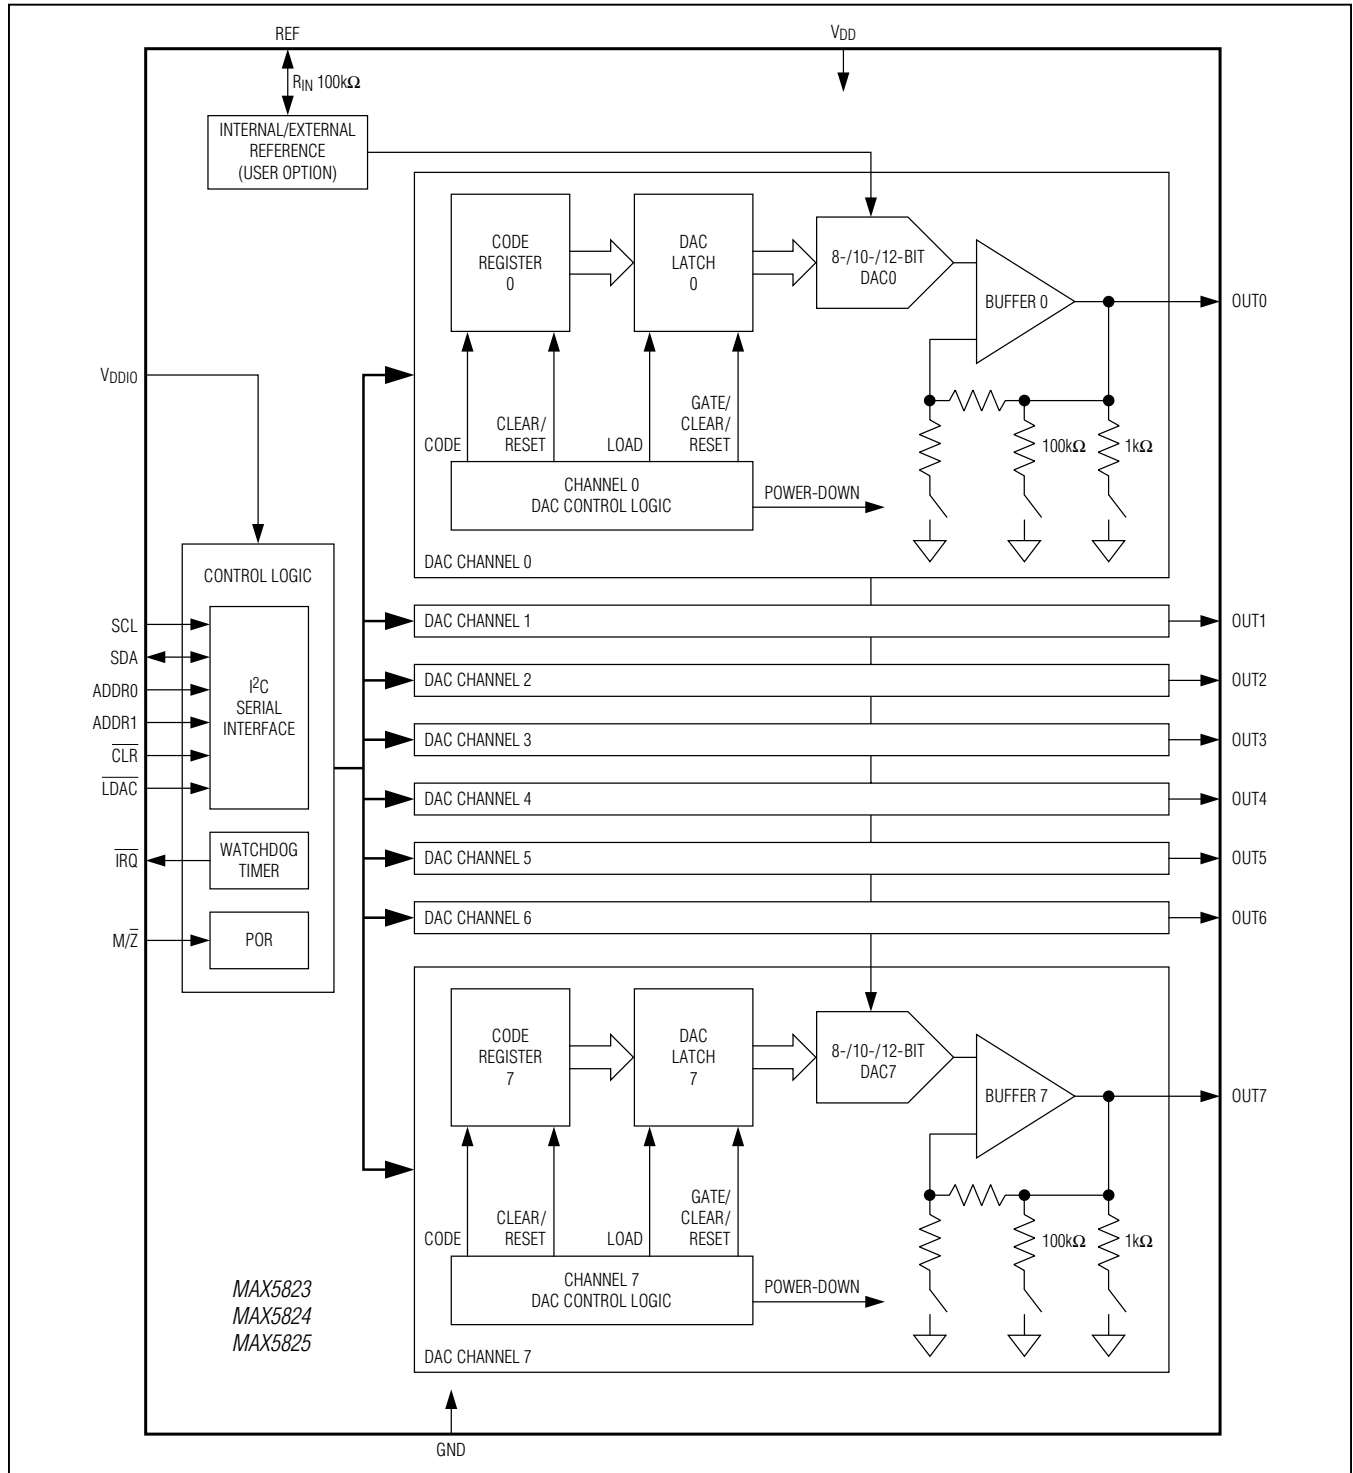 REF
VDD
RIN 100kΩ
INTERNAL/EXTERNAL
REFERENCE
(USER OPTION)
CODE
REGISTER
0
DAC
LATCH
0
8-/10-/12-BIT
DAC0
BUFFER 0
OUT0
VDDIO
CODE
CLEAR/
RESET
LOAD
GATE/
CLEAR/
RESET
100kΩ
1kΩ
CHANNEL 0
DAC CONTROL LOGIC
POWER-DOWN
DAC CHANNEL 0
CONTROL LOGIC
SCL
SDA
ADDR0
ADDR1
C̅L̅R̅
L̅D̅A̅C̅
I²C
SERIAL
INTERFACE
I̅R̅Q̅
WATCHDOG
TIMER
M/Z̅
POR
DAC CHANNEL 1
OUT1
DAC CHANNEL 2
OUT2
DAC CHANNEL 3
OUT3
DAC CHANNEL 4
OUT4
DAC CHANNEL 5
OUT5
DAC CHANNEL 6
OUT6
CODE
REGISTER
7
DAC
LATCH
7
8-/10-/12-BIT
DAC7
BUFFER 7
OUT7
CODE
CLEAR/
RESET
LOAD
GATE/
CLEAR/
RESET
100kΩ
1kΩ
CHANNEL 7
DAC CONTROL LOGIC
POWER-DOWN
DAC CHANNEL 7
MAX5823
MAX5824
MAX5825
GND